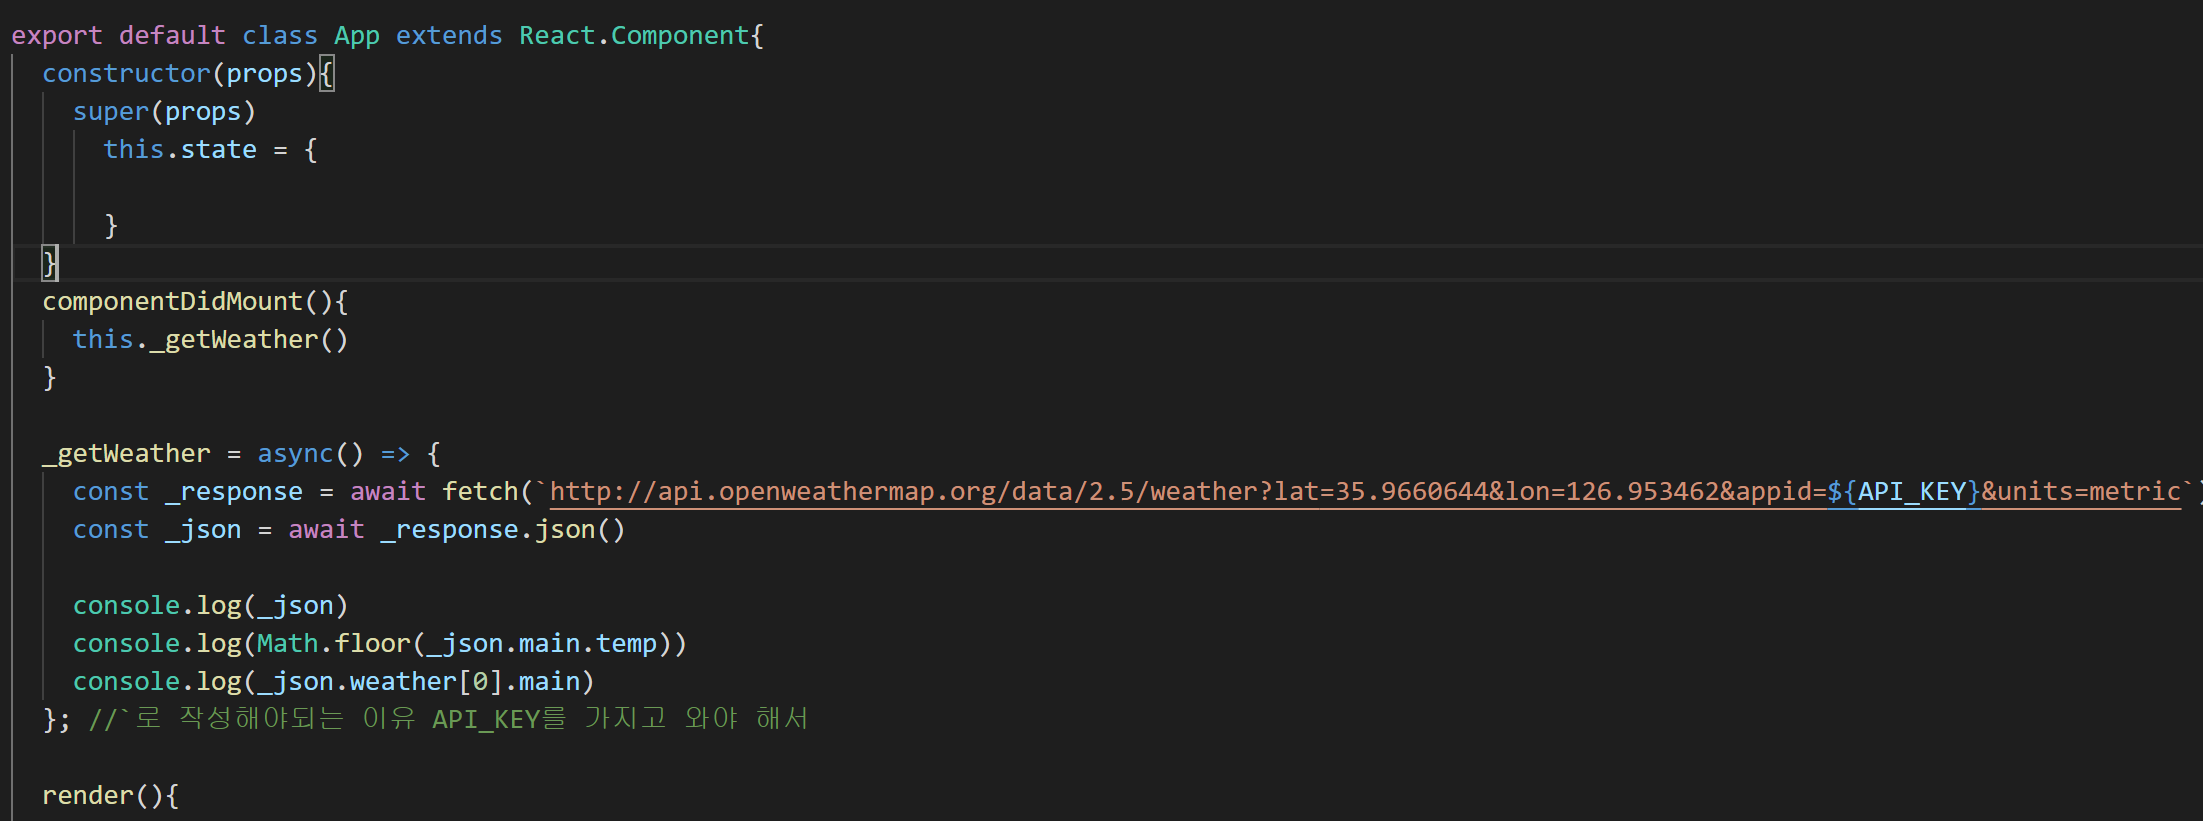 export default class App extends React.Component{
constructor(props){
super(props)
this.state = {
}
}
componentDidMount(){
this._getWeather()
}
_getWeather = async() => {
const _response = await fetch(`http://api.openweathermap.org/data/2.5/weather?lat=35.9660644&lon=126.953462&appid=${API_KEY}&units=metric`)
const _json = await _response.json()
console.log(_json)
console.log(Math.floor(_json.main.temp))
console.log(_json.weather[0].main)
}; //`로 작성해야되는 이유 API_KEY를 가지고 와야 해서
render(){